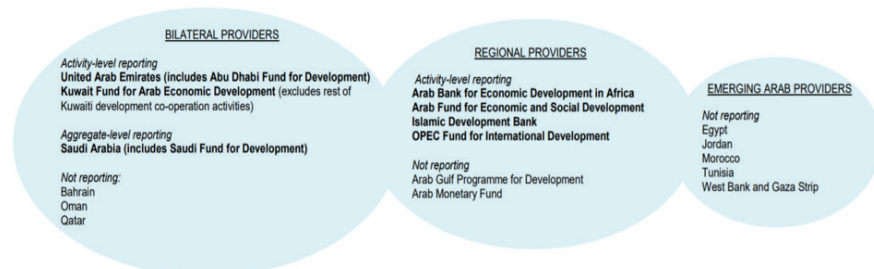 BILATERAL PROVIDERS
Activity-level reporting
United Arab Emirates (includes Abu Dhabi Fund for Development)
Kuwait Fund for Arab Economic Development (excludes rest of
Kuwaiti development co-operation activities)
Aggregate-level reporting
Saudi Arabia (includes Saudi Fund for Development)
Not reporting:
Bahrain
Oman
Qatar
REGIONAL PROVIDERS
Activity-level reporting
Arab Bank for Economic Development in Africa
Arab Fund for Economic and Social Development
Islamic Development Bank
OPEC Fund for International Development
Not reporting
Arab Gulf Programme for Development
Arab Monetary Fund
EMERGING ARAB PROVIDERS
Not reporting
Egypt
Jordan
Morocco
Tunisia
West Bank and Gaza Strip